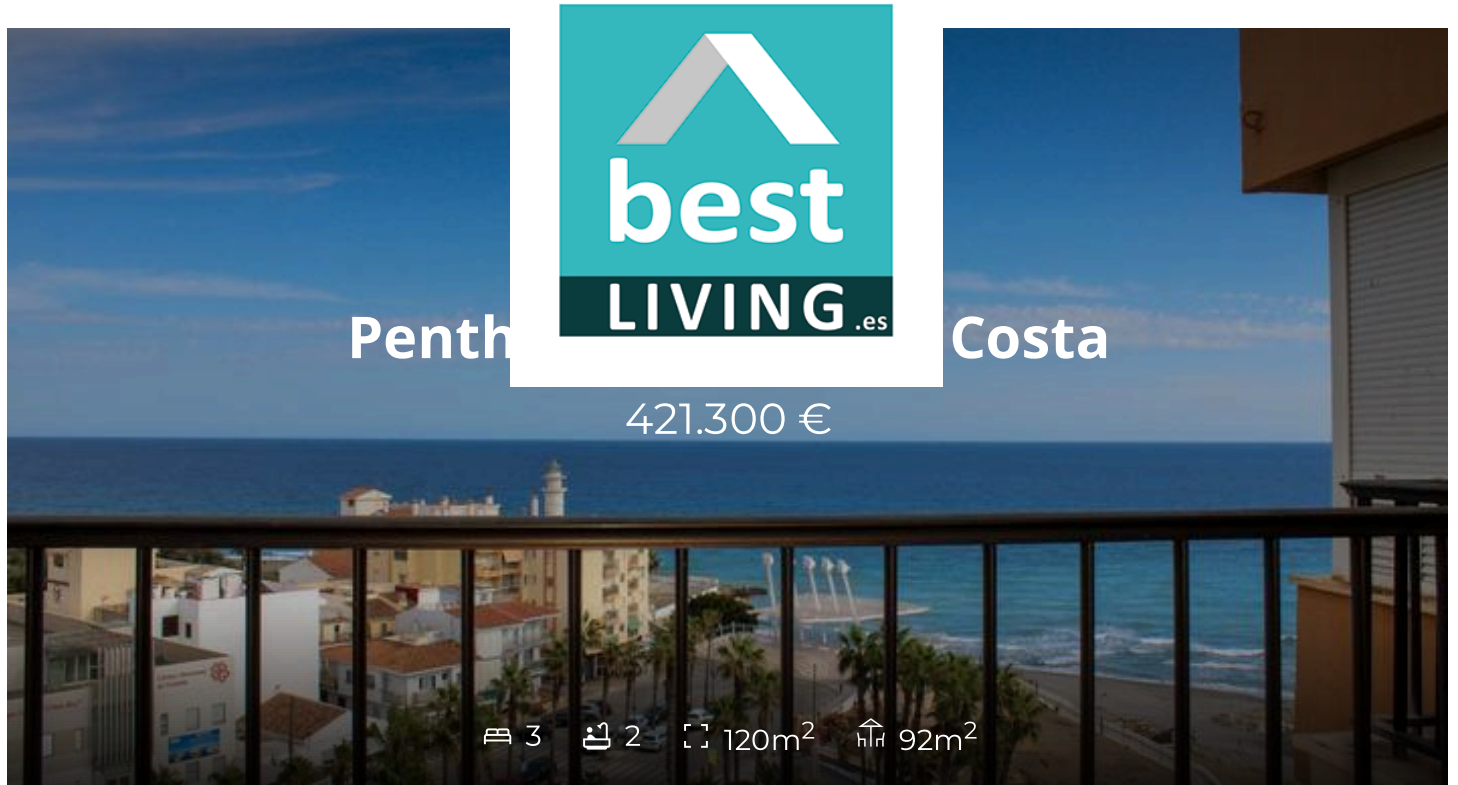 best
LIVING.es
Penth Costa
421.300 €
3 2 120m² 92m²